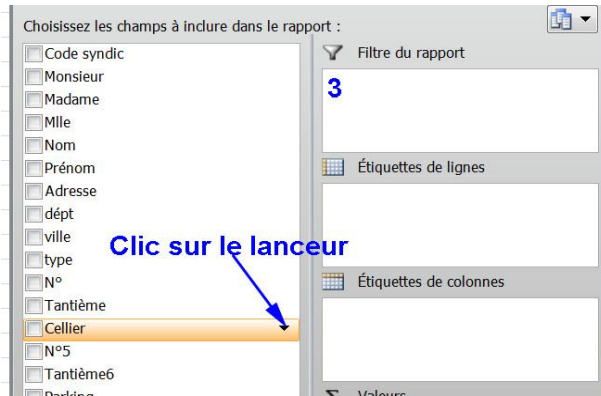 Choisissez les champs à inclure dans le rapport :
Code syndic
Monsieur
Madame
Mlle
Nom
Prénom
Adresse
dépt
ville
type
N°
Tantième
Cellier
N°5
Tantième6
Parking
Clic sur le lanceur
Filtre du rapport
3
Étiquettes de lignes
Étiquettes de colonnes
Σ Valeurs